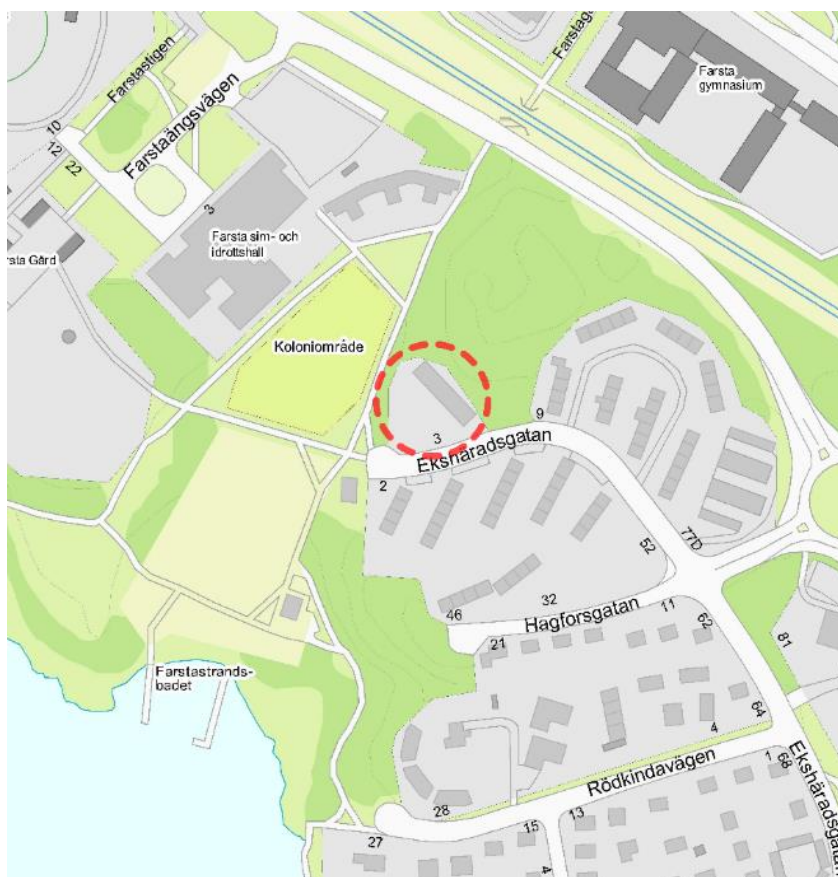 Farstastigen
Farstaängsvägen
10
12
22
3
Farsta sim- och
idrottshall
rsta Gård
Farsta
gymnasium
Koloniområde
3
9
Ekshäradsgatan
2
77D
52
32
46
Hagforsgatan
11
21
62
81
Farstastrands-
badet
64
4
Rödkindavägen
1
68
Ekshäradsgatan
28
13
15
27
4